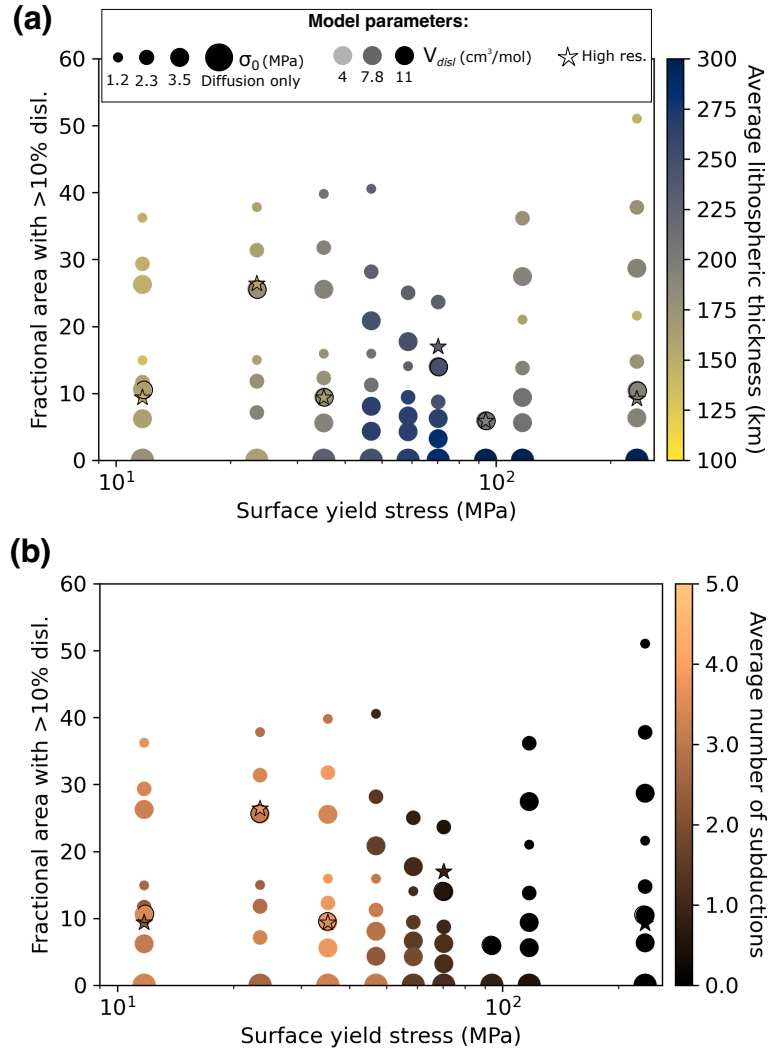 (a)
Model parameters:
σ0 (MPa)
1.2 2.3 3.5 Diffusion only
Vdisl (cm³/mol)
4 7.8 11
High res.
Fractional area with >10% disl.
60
50
40
30
20
10
0
10¹ 10²
Surface yield stress (MPa)
300
275
250
225
200
175
150
125
100
Average lithospheric thickness (km)
(b)
Fractional area with >10% disl.
60
50
40
30
20
10
0
10¹ 10²
Surface yield stress (MPa)
5.0
4.0
3.0
2.0
1.0
0.0
Average number of subductions